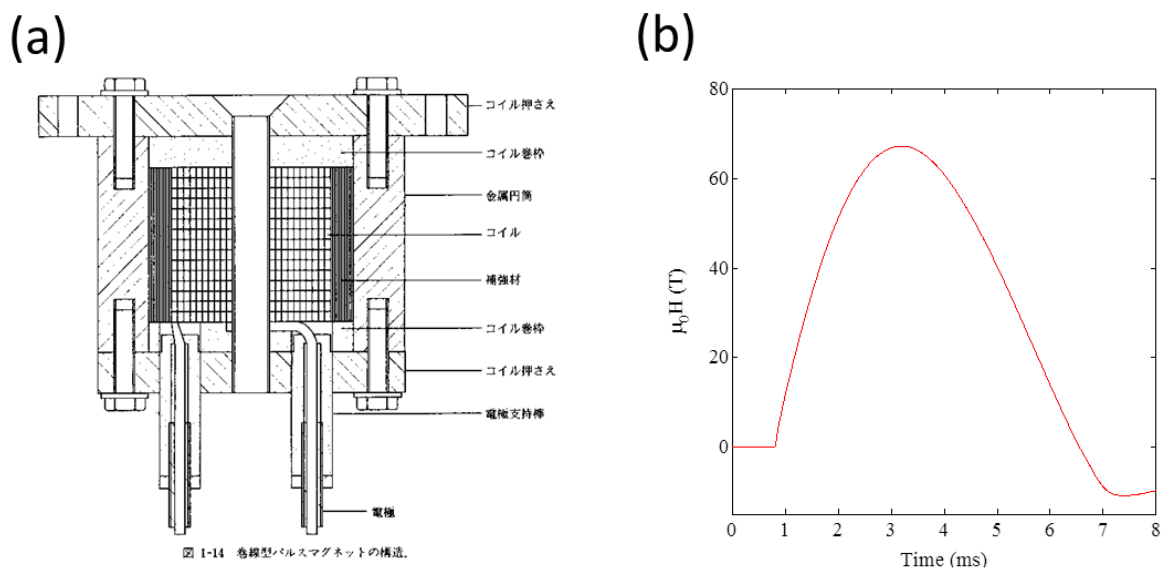 (a)
コイル押さえ
コイル巻枠
金属円筒
コイル
補強材
コイル巻枠
コイル押さえ
電極支持棒
電極
図 1-14 巻線型パルスマグネットの構造.
(b)
80
60
40
20
0
μ0H (T)
0 1 2 3 4 5 6 7 8
Time (ms)